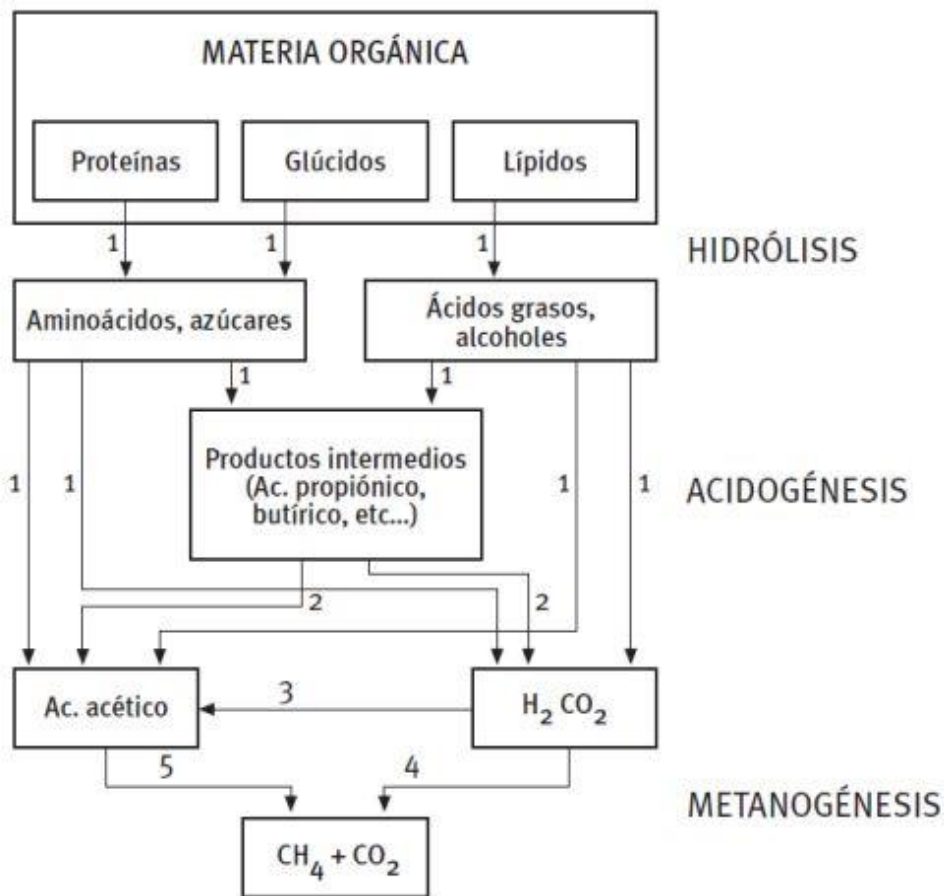 MATERIA ORGÁNICA
Proteínas
Glúcidos
Lípidos
1
1
1
HIDRÓLISIS
Aminoácidos, azúcares
Ácidos grasos,
alcoholes
1
1
Productos intermedios
(Ac. propiónico,
butírico, etc...)
1
1
1
1
ACIDOGÉNESIS
2
2
Ac. acético
3
H₂ CO₂
5
4
METANOGÉNESIS
CH₄ + CO₂